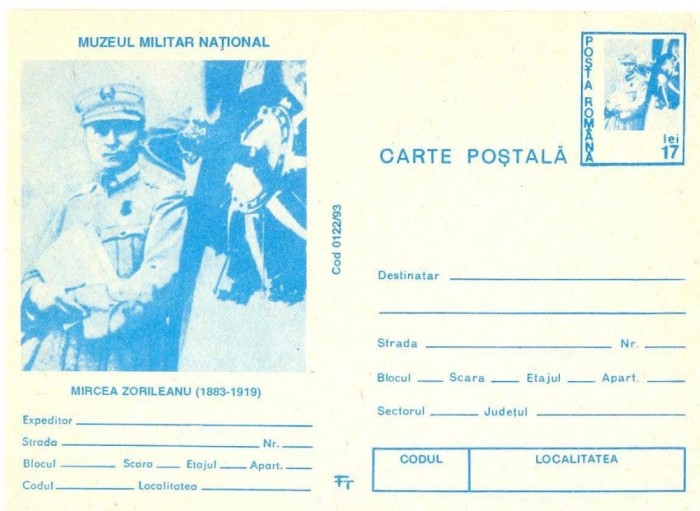 MUZEUL MILITAR NAȚIONAL
MIRCEA ZORILEANU (1883-1919)
Expeditor
Strada Nr.
Blocul Scara Etajul Apart.
Codul Localitatea
Cod 0122/93
CARTE POȘTALĂ
POȘTA ROMÂNĂ
lei
17
Destinatar
Strada Nr.
Blocul Scara Etajul Apart.
Sectorul Județul
CODUL LOCALITATEA